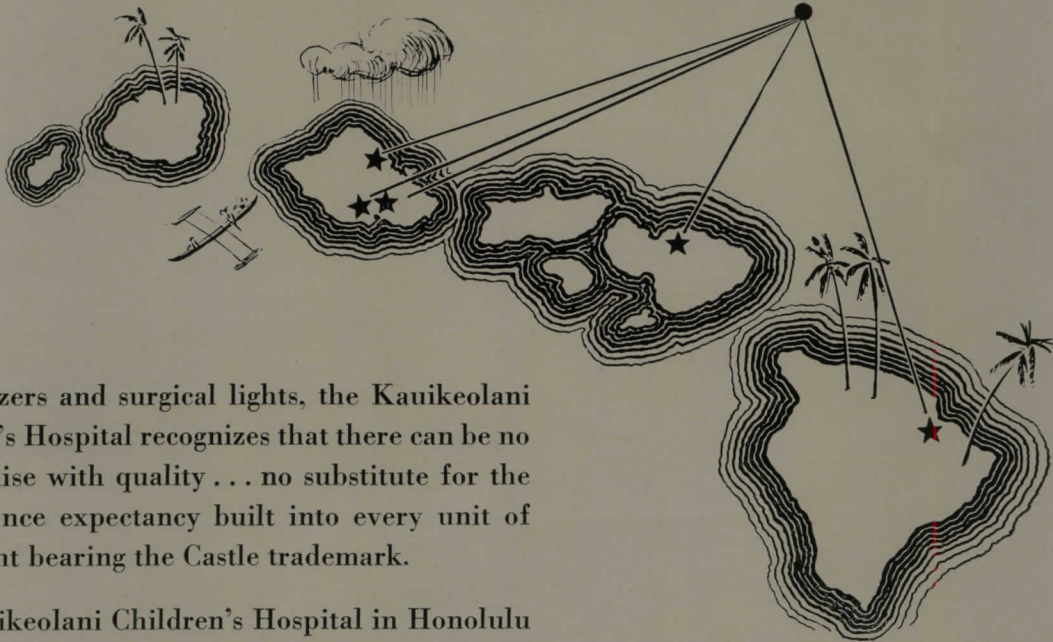 zers and surgical lights, the Kauikeolani
's Hospital recognizes that there can be no
ise with quality . . . no substitute for the
nce expectancy built into every unit of
nt bearing the Castle trademark.
ikeolani Children's Hospital in Honolulu